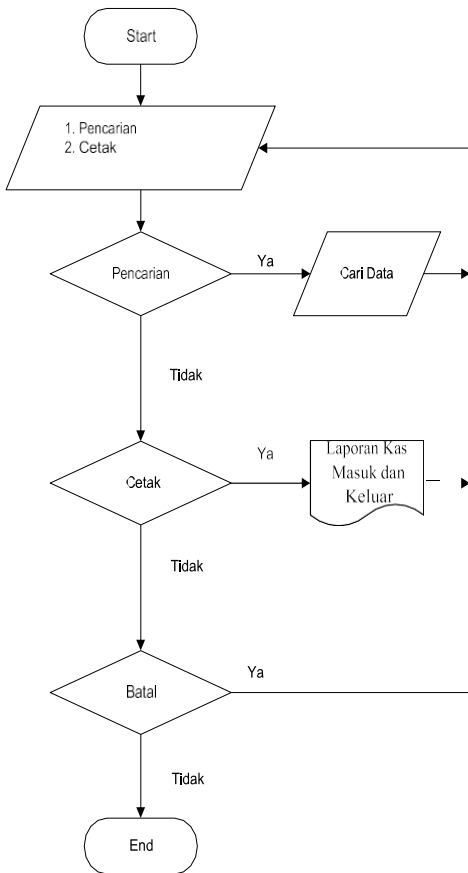 Start
1. Pencarian
2. Cetak
Pencarian
Ya
Cari Data
Tidak
Cetak
Ya
Laporan Kas
Masuk dan
Keluar
Tidak
Batal
Ya
Tidak
End